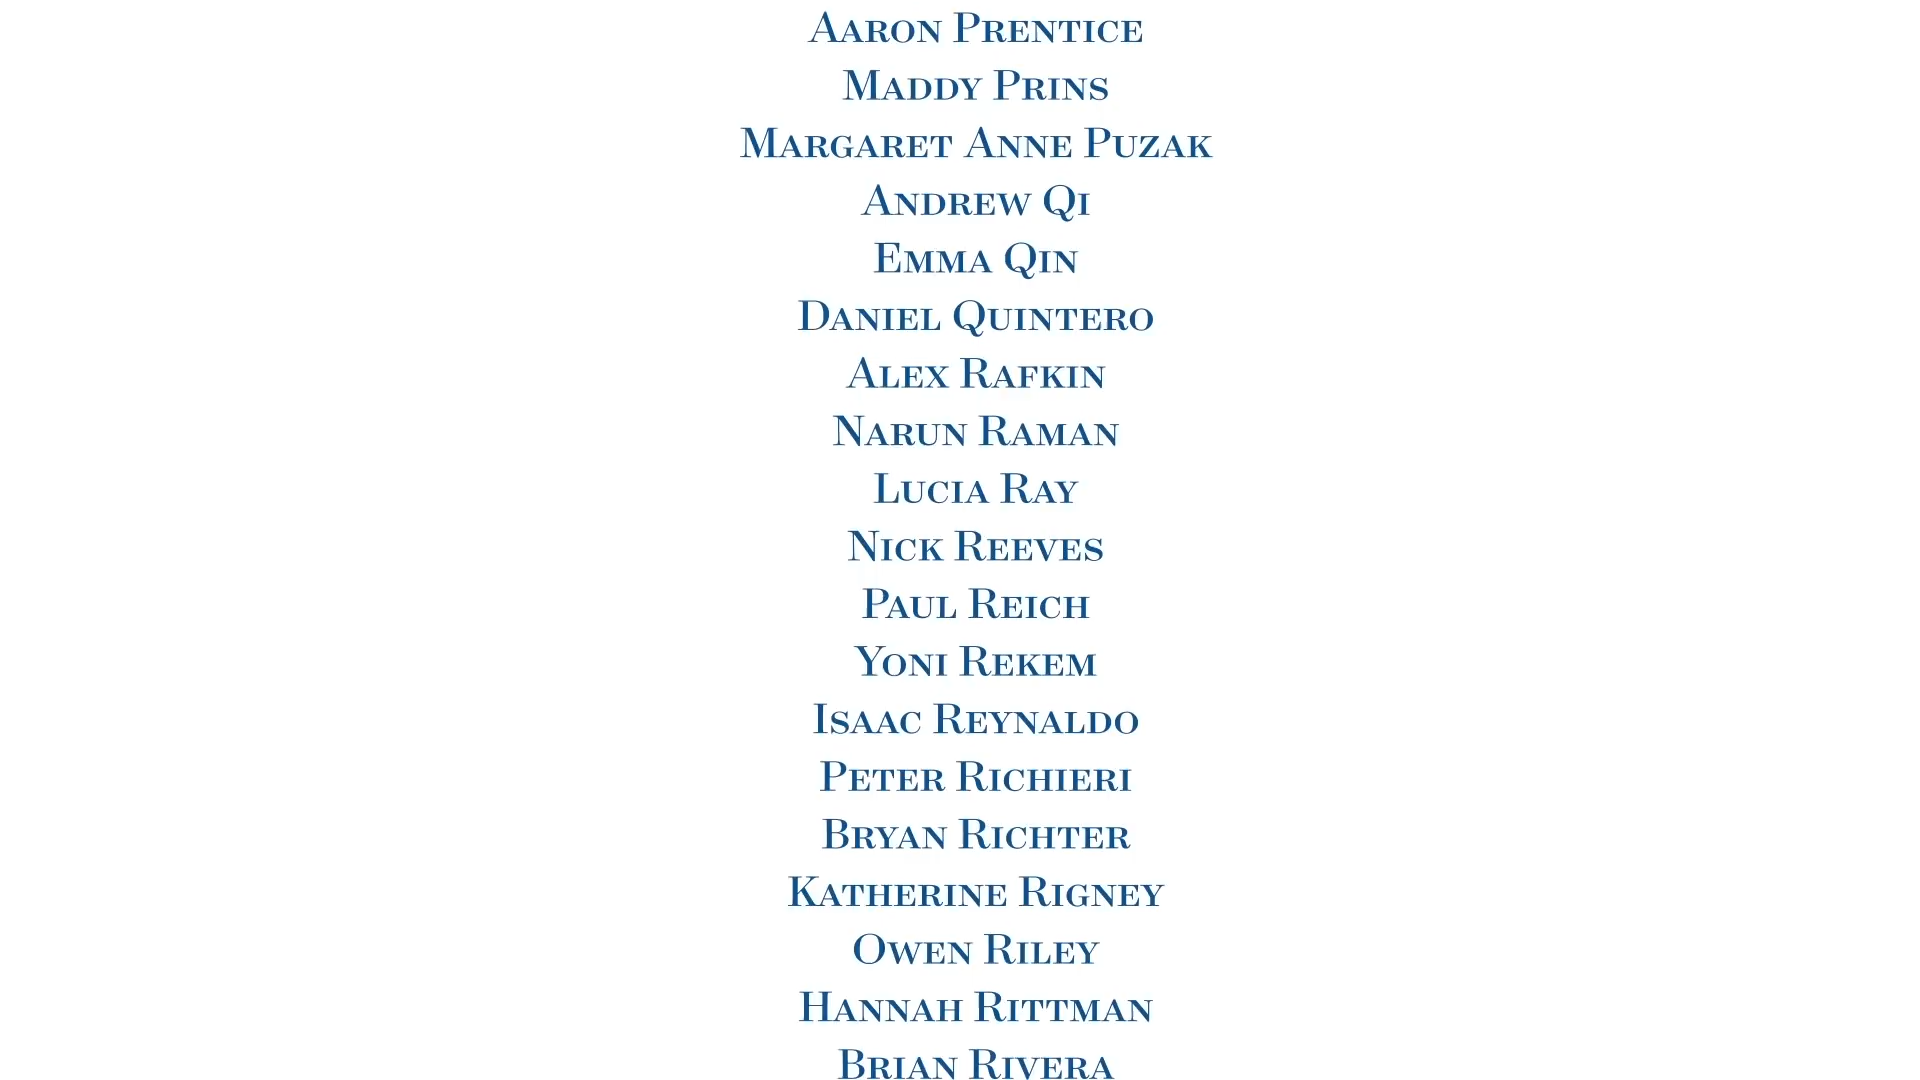 Aaron Prentice
Maddy Prins
Margaret Anne Puzak
Andrew Qi
Emma Qin
Daniel Quintero
Alex Rafkin
Narun Raman
Lucia Ray
Nick Reeves
Paul Reich
Yoni Rekem
Isaac Reynaldo
Peter Richieri
Bryan Richter
Katherine Rigney
Owen Riley
Hannah Rittman
Brian Rivera